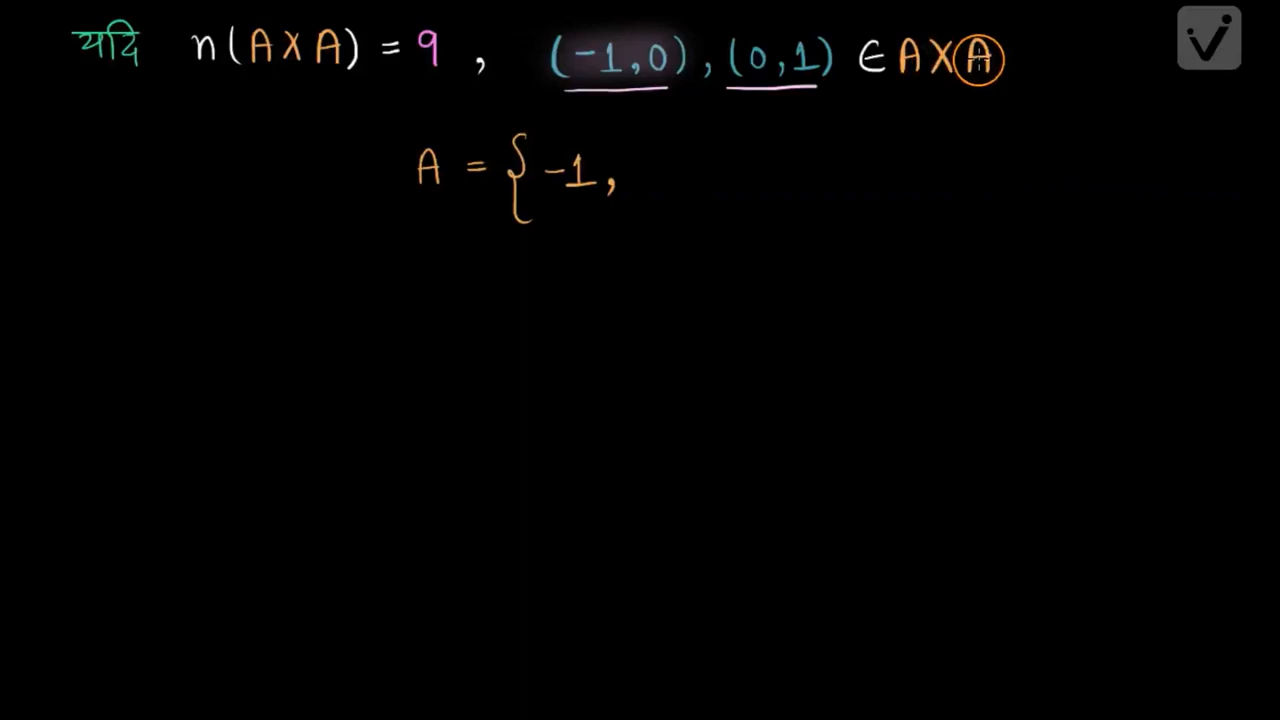 यदि n(A X A) = 9 , (-1,0) , (0,1) ∈ A X A
A = { -1,